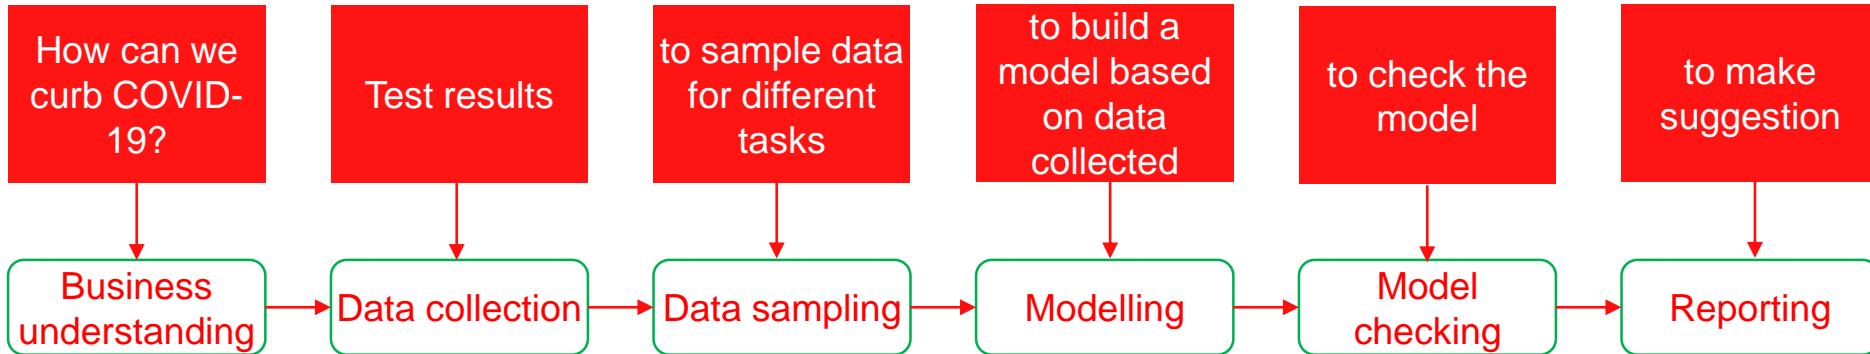 How can we
curb COVID-
19?
Test results
to sample data
for different
tasks
to build a
model based
on data
collected
to check the
model
to make
suggestion
Business
understanding
Data collection
Data sampling
Modelling
Model
checking
Reporting